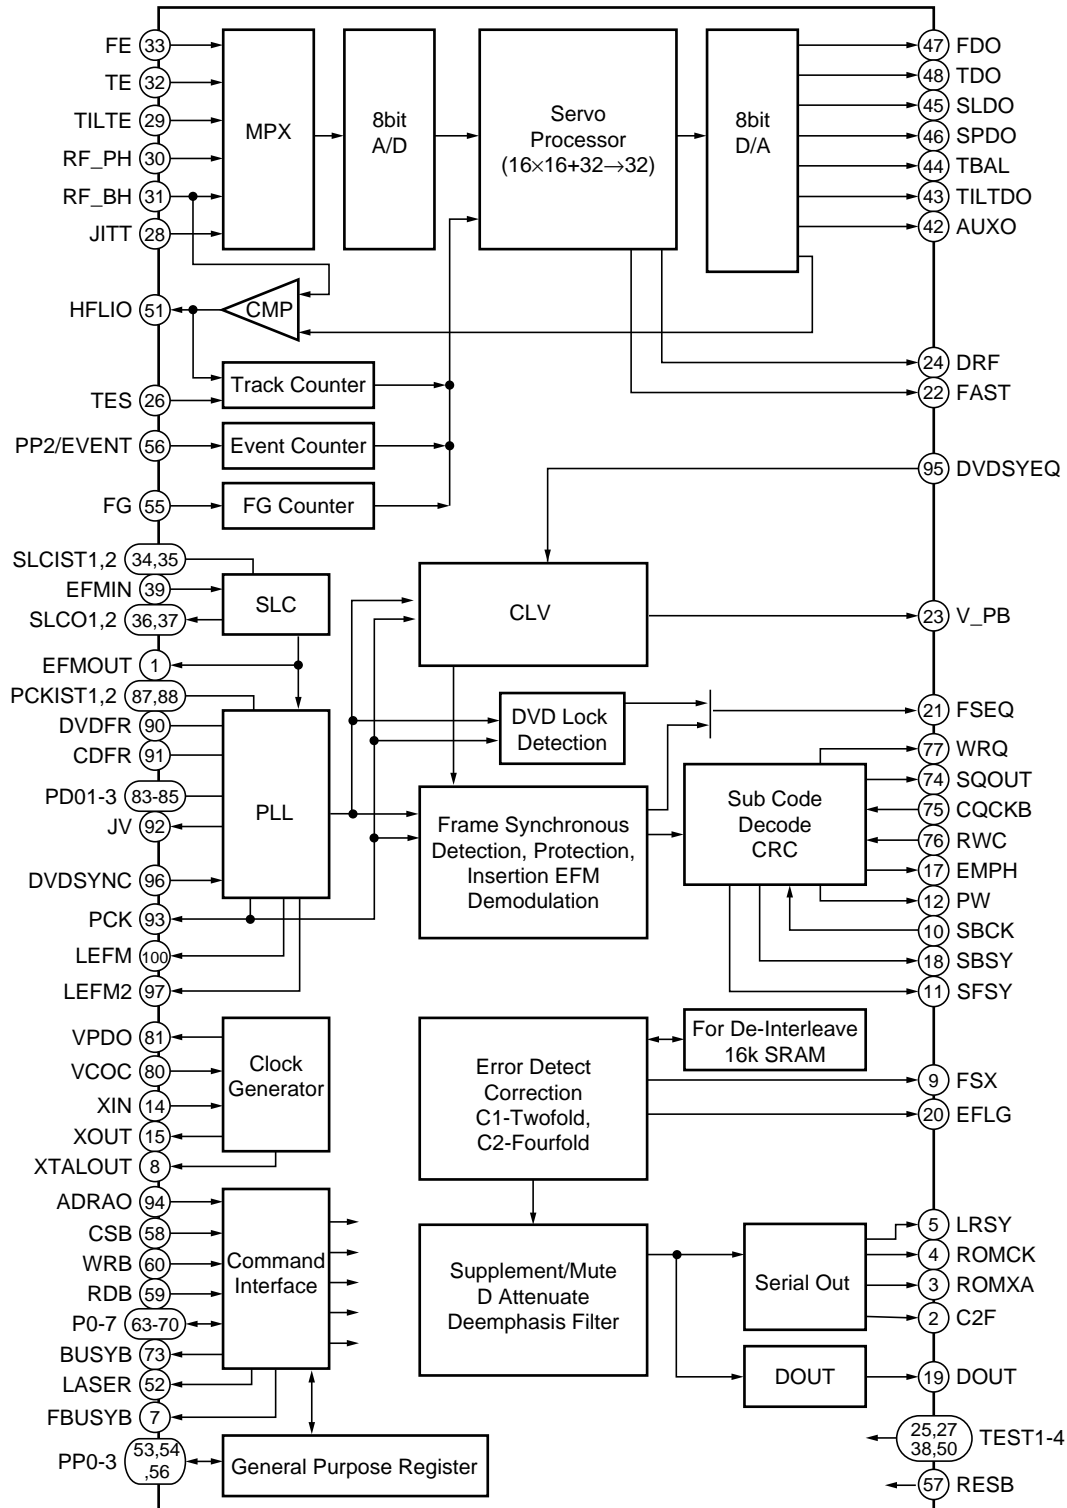 FE 33
TE 32
TILTE 29
RF_PH 30
RF_BH 31
JITT 28
MPX
8bit
A/D
Servo
Processor
(16×16+32→32)
8bit
D/A
47 FDO
48 TDO
45 SLDO
46 SPDO
44 TBAL
43 TILTDO
42 AUXO
HFLIO 51
CMP
24 DRF
22 FAST
Track Counter
TES 26
PP2/EVENT 56
Event Counter
95 DVDSYEQ
FG 55
FG Counter
SLCIST1,2 34,35
EFMIN 39
SLCO1,2 36,37
SLC
CLV
23 V_PB
EFMOUT 1
PCKIST1,2 87,88
DVDFR 90
CDFR 91
PD01-3 83-85
JV 92
DVDSYNC 96
PCK 93
LEFM 100
LEFM2 97
PLL
DVD Lock
Detection
21 FSEQ
Frame Synchronous
Detection, Protection,
Insertion EFM
Demodulation
Sub Code
Decode
CRC
77 WRQ
74 SQOUT
75 CQCKB
76 RWC
17 EMPH
12 PW
10 SBCK
18 SBSY
11 SFSY
VPDO 81
VCOC 80
XIN 14
XOUT 15
XTALOUT 8
Clock
Generator
Error Detect
Correction
C1-Twofold,
C2-Fourfold
For De-Interleave
16k SRAM
9 FSX
20 EFLG
ADRAO 94
CSB 58
WRB 60
RDB 59
P0-7 63-70
BUSYB 73
LASER 52
FBUSYB 7
Command
Interface
Supplement/Mute
D Attenuate
Deemphasis Filter
Serial Out
5 LRSY
4 ROMCK
3 ROMXA
2 C2F
DOUT
19 DOUT
PP0-3 53,54
,56
General Purpose Register
25,27
38,50 TEST1-4
57 RESB